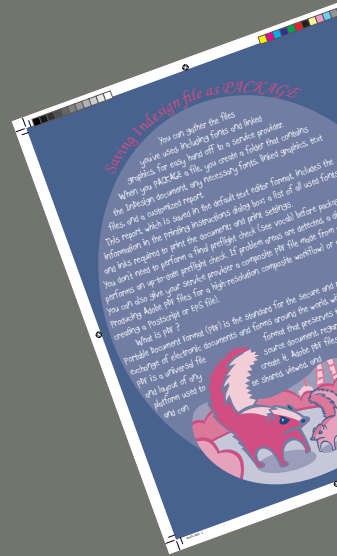 Saving Indesign file as PACKAGE
You can gather the files
you've used, including fonts and linked
graphics, for easy hand-off to a service provider.
When you PACKAGE a file, you create a folder that contains
the InDesign document, any necessary fonts, linked graphics, text
files, and a customized report.
This report, which is saved in the default text editor format, includes the
information in the printing instructions dialog box a list of all used fonts
and inks required to print the documents and print settings.
You don't need to perform a final preflight check (see vocab) before
performs an up-to-date preflight check. If problem areas are detected, a
You can also give your service provider a composite PDF file made from
Producing Adobe PDF files for a high-resolution composite workflow) or
creating a PostScript or EPS file).
What is PDF ?
Portable Document Format (PDF) is the standard for the secure and
exchange of electronic documents and forms around the world.
PDF is a universal file format that preserves
and layout of any source document,
platform used to create it. Adobe PDF files
and can be shared, viewed, and